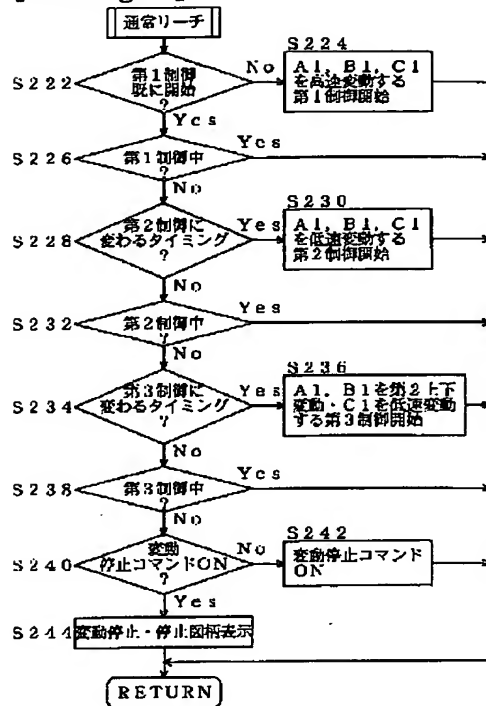 通常リーチ
S222
第1制御
既に開始
?
No
Yes
S224
A1, B1, C1
を高速変動する
第1制御開始
S226
第1制御中
?
Yes
No
S228
第2制御に
変わるタイミング
?
Yes
No
S230
A1, B1, C1
を低速変動する
第2制御開始
S232
第2制御中
?
Yes
No
S234
第3制御に
変わるタイミング
?
Yes
No
S236
A1, B1を第2上下
変動・C1を低速変動
する第3制御開始
S238
第3制御中
?
Yes
No
S240
変動
停止コマンドON
?
No
Yes
S242
変動停止コマンド
ON
S244
変動停止・停止図柄表示
RETURN